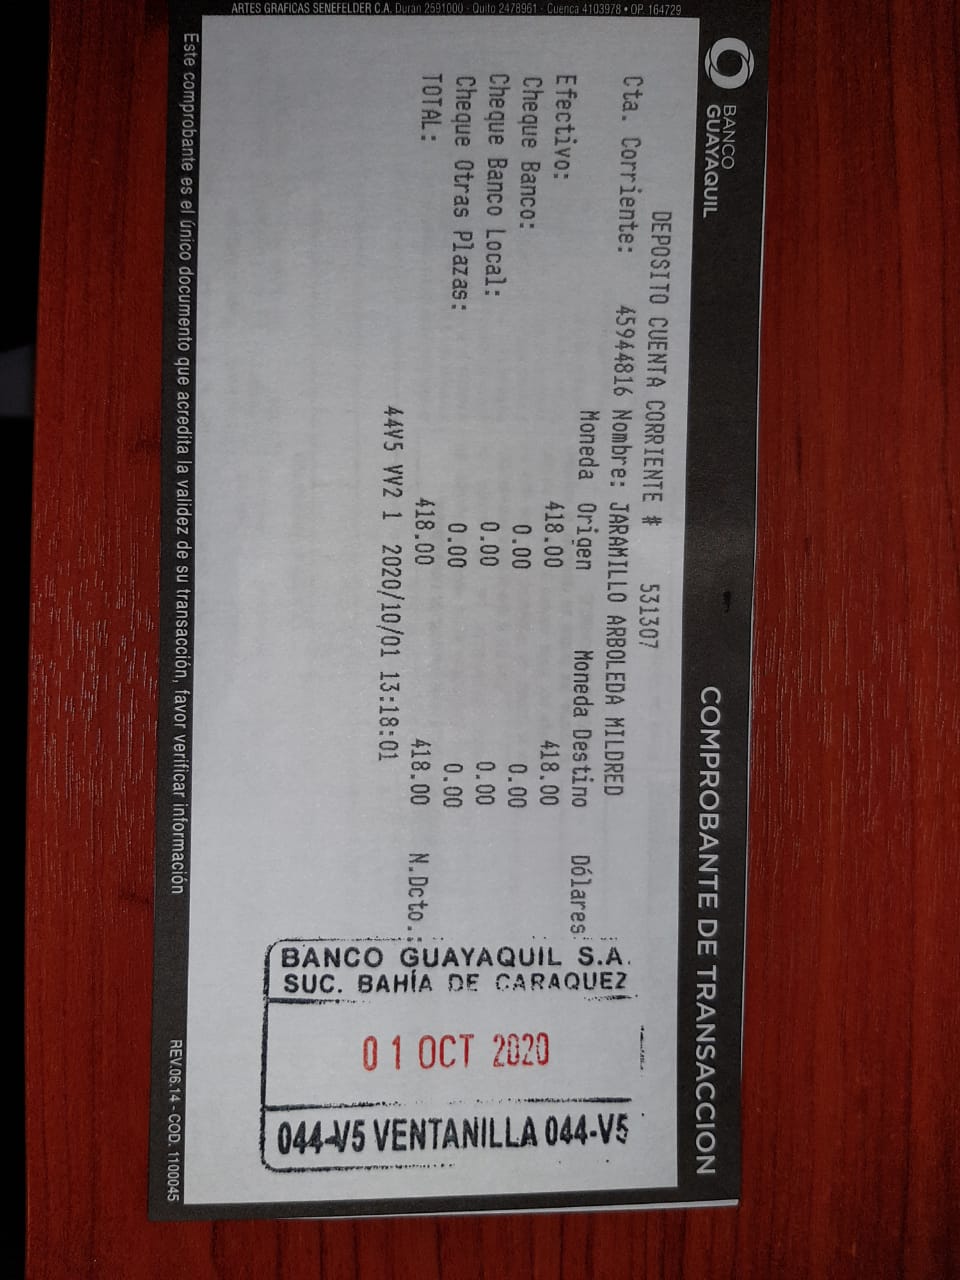 BANCO
GUAYAQUIL
COMPROBANTE DE TRANSACCION
DEPOSITO CUENTA CORRIENTE # 531307
Cta. Corriente: 45944816 Nombre: JARAMILLO ARBOLEDA MILDRED
Moneda Origen Moneda Destino Dólares
Efectivo: 418.00 418.00
Cheque Banco: 0.00 0.00
Cheque Banco Local: 0.00 0.00
Cheque Otras Plazas: 0.00 0.00
TOTAL: 418.00 418.00 N.Dcto.:
44V5 VV2 1 2020/10/01 13:18:01
BANCO GUAYAQUIL S.A.
SUC. BAHÍA DE CARAQUEZ
01 OCT 2020
044-V5 VENTANILLA 044-V5
Este comprobante es el único documento que acredita la validez de su transacción, favor verificar información
REV.06.14 - COD. 1100045
ARTES GRAFICAS SENEFELDER C.A. Durán 2591000 - Quito 2478961 - Cuenca 4103978 • OP. 164729